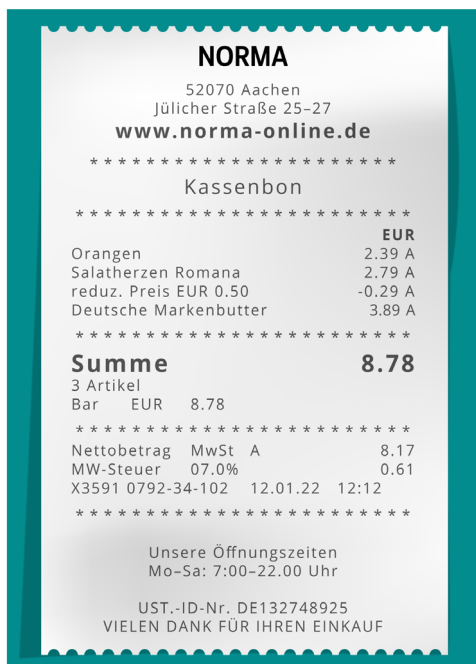 NORMA
52070 Aachen
Jülicher Straße 25–27
www.norma-online.de
* * * * * * * * * * * * * * * * * * * * * *
Kassenbon
* * * * * * * * * * * * * * * * * * * * * * * *
EUR
Orangen 2.39 A
Salatherzen Romana 2.79 A
reduz. Preis EUR 0.50 -0.29 A
Deutsche Markenbutter 3.89 A
* * * * * * * * * * * * * * * * * * * * * * * *
Summe 8.78
3 Artikel
Bar EUR 8.78
* * * * * * * * * * * * * * * * * * * * * * * *
Nettobetrag MwSt A 8.17
MW-Steuer 07.0% 0.61
X3591 0792-34-102 12.01.22 12:12
* * * * * * * * * * * * * * * * * * * * * * * *
Unsere Öffnungszeiten
Mo–Sa: 7:00–22.00 Uhr
UST.-ID-Nr. DE132748925
VIELEN DANK FÜR IHREN EINKAUF